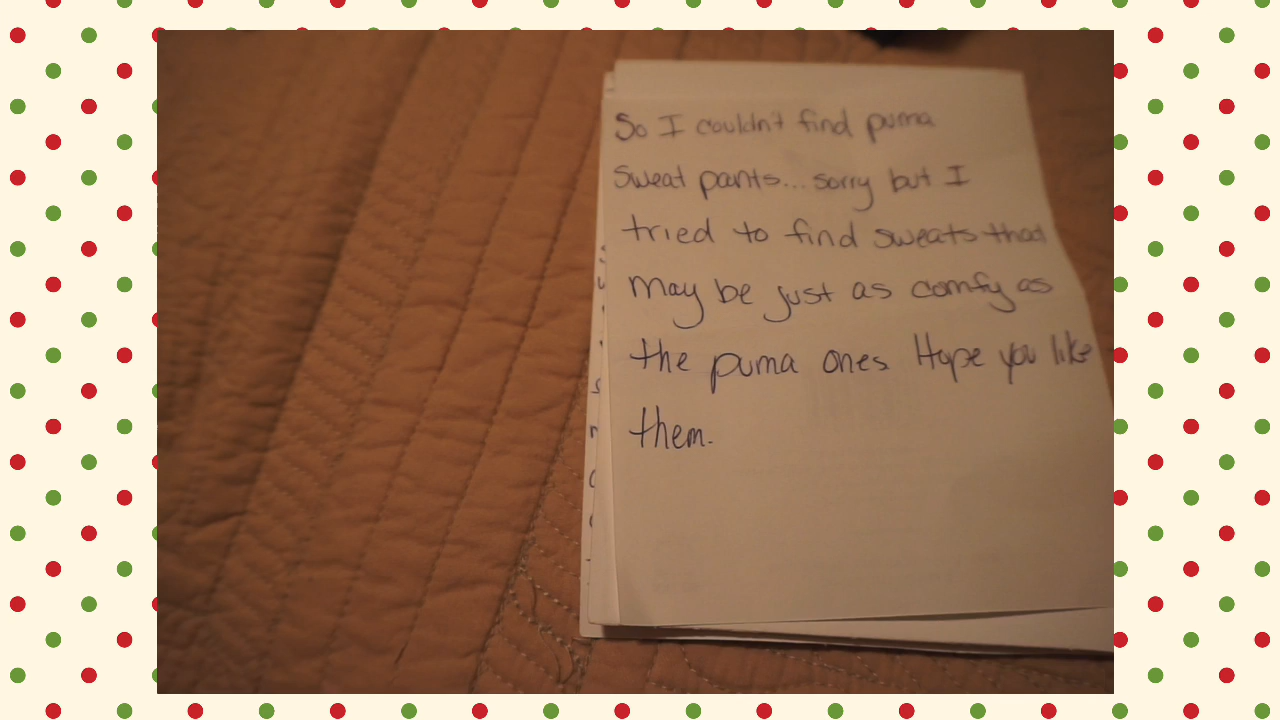 So I couldn't find puma
sweat pants... sorry but I
tried to find sweats that
may be just as comfy as
the puma ones. Hope you like
them.